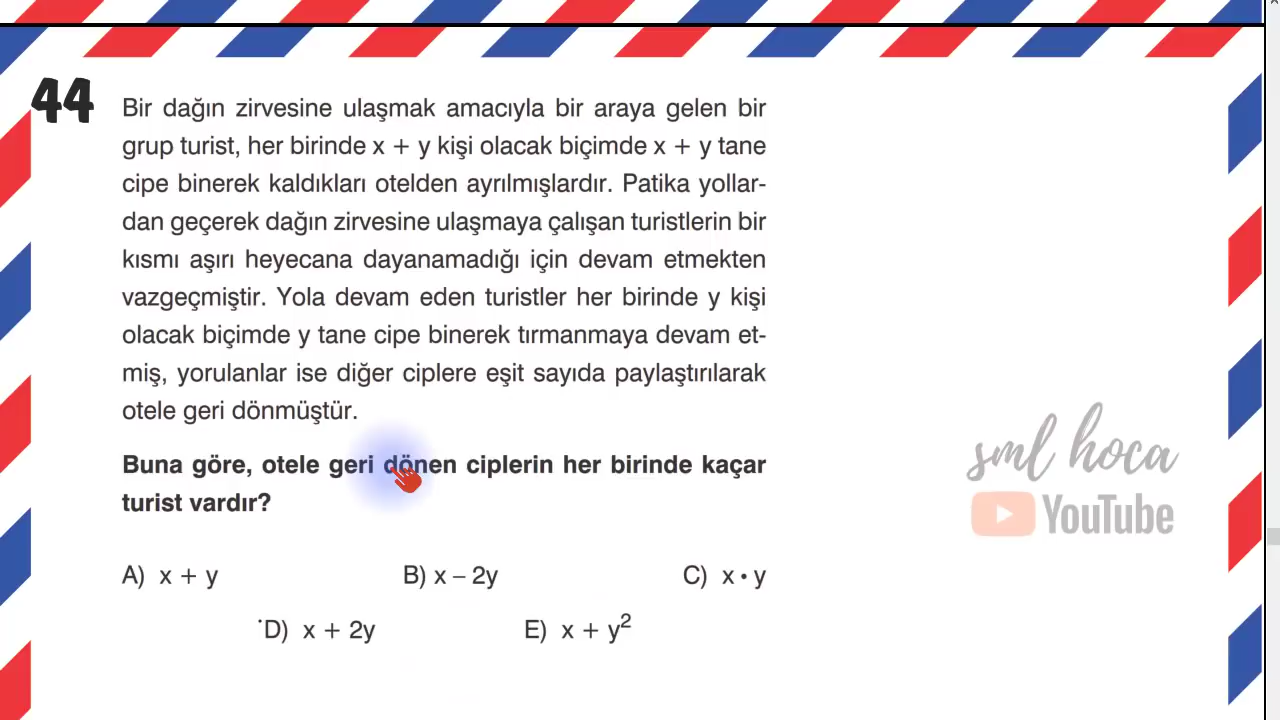 44
Bir dağın zirvesine ulaşmak amacıyla bir araya gelen bir
grup turist, her birinde x + y kişi olacak biçimde x + y tane
cipe binerek kaldıkları otelden ayrılmışlardır. Patika yollar-
dan geçerek dağın zirvesine ulaşmaya çalışan turistlerin bir
kısmı aşırı heyecana dayanamadığı için devam etmekten
vazgeçmiştir. Yola devam eden turistler her birinde y kişi
olacak biçimde y tane cipe binerek tırmanmaya devam et-
miş, yorulanlar ise diğer ciplere eşit sayıda paylaştırılarak
otele geri dönmüştür.
Buna göre, otele geri dönen ciplerin her birinde kaçar
turist vardır?
A) x + y B) x – 2y C) x • y
D) x + 2y E) x + y²
sml hoca
YouTube